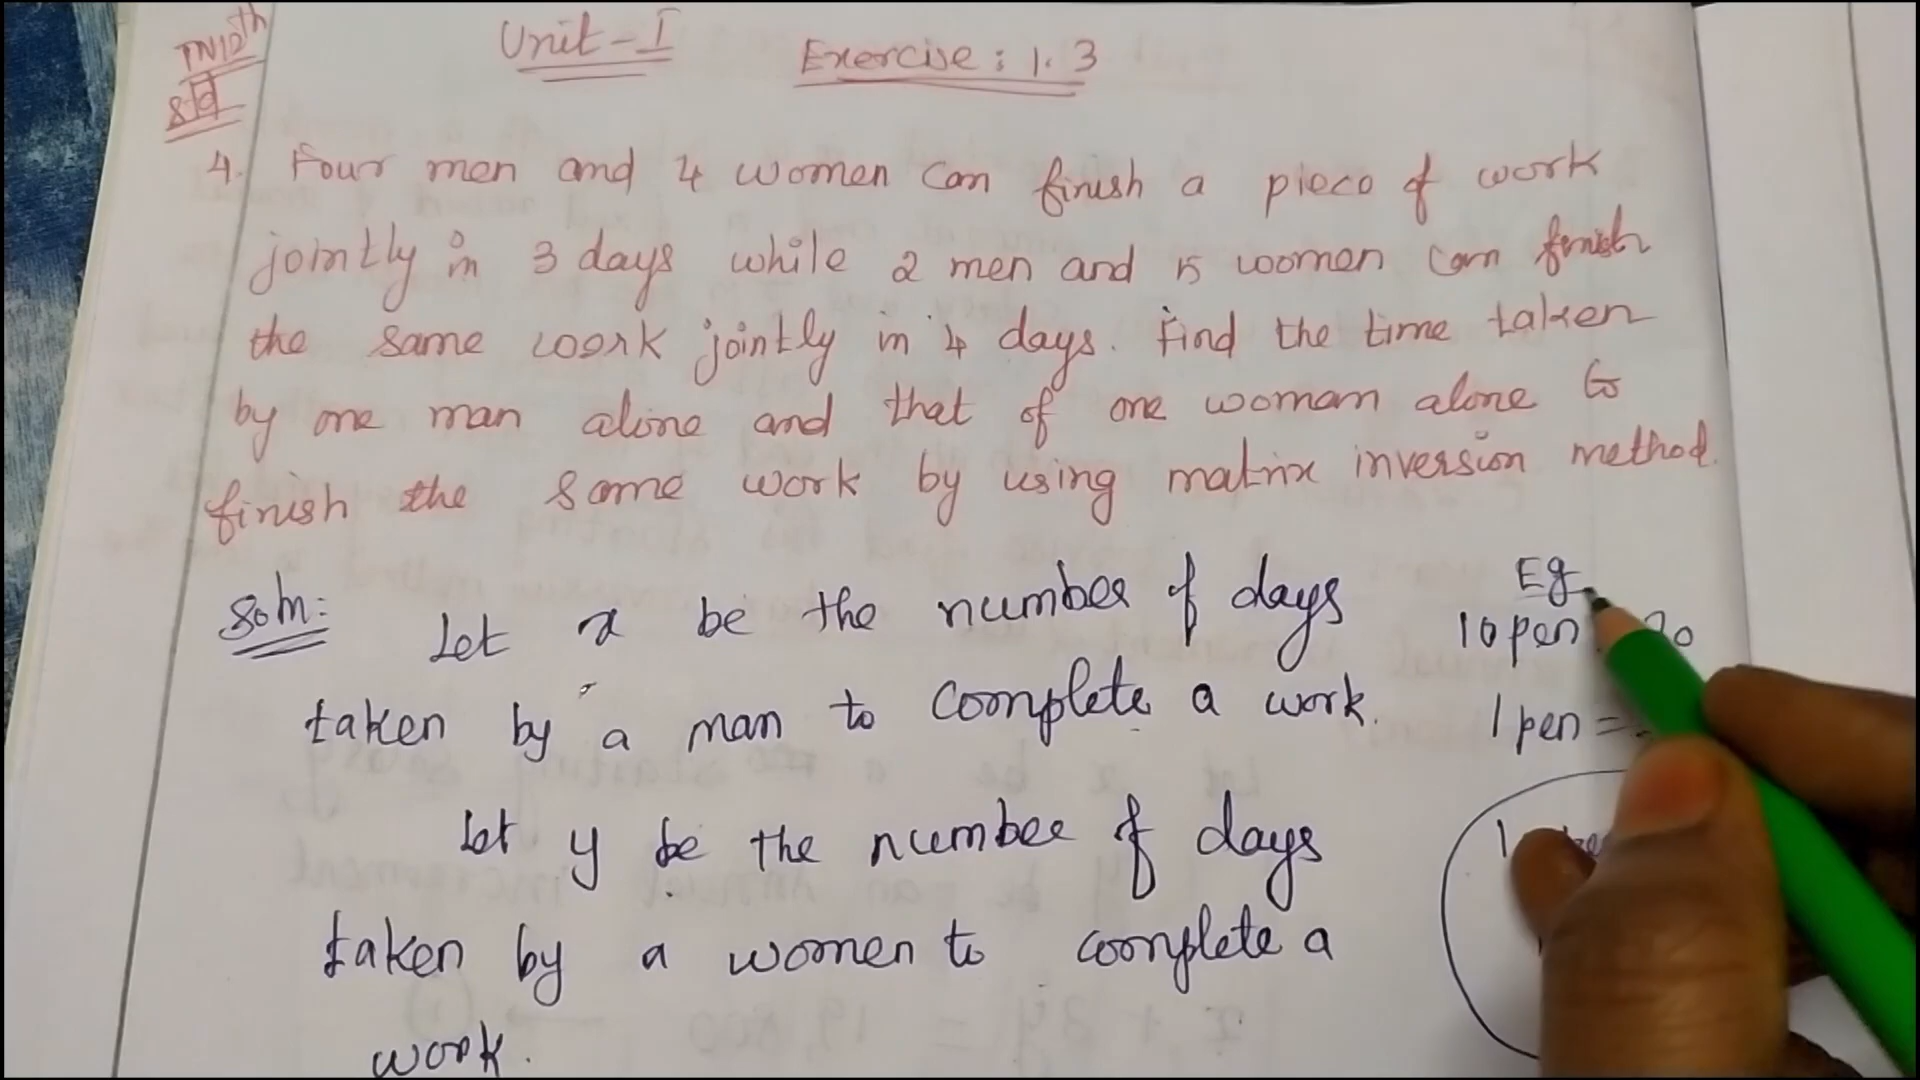 TN 12th
Std
Unit - I Exercise : 1.3
4. Four men and 4 women can finish a piece of work
jointly in 3 days while 2 men and 5 women can finish
the same work jointly in 4 days. Find the time taken
by one man alone and that of one woman alone to
finish the same work by using matrix inversion method.
Soln: Let x be the number of days
taken by a man to complete a work.
Let y be the number of days
taken by a women to complete a
work.
Eg
10 pen
1 pen =